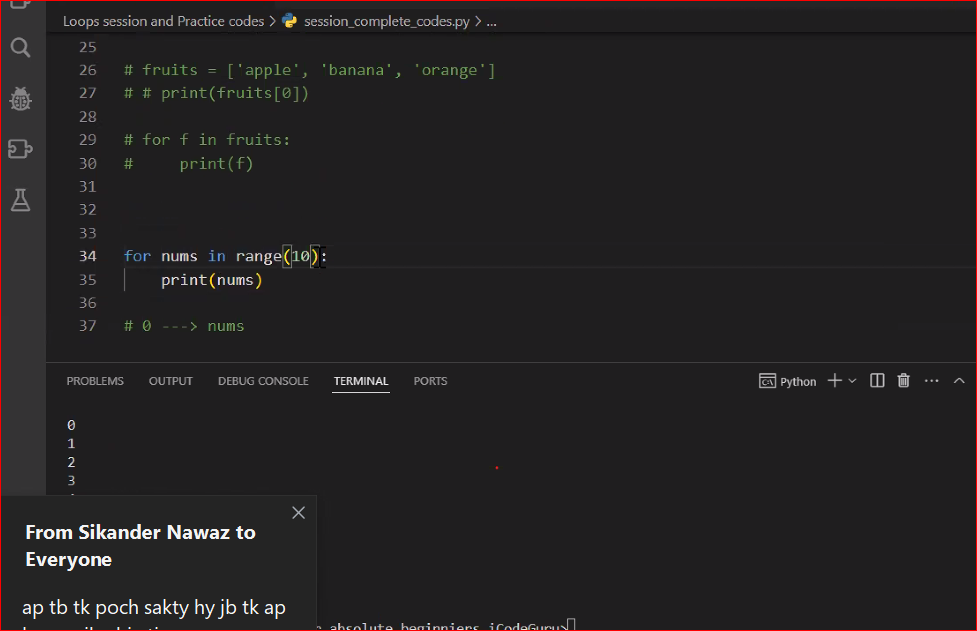 Loops session and Practice codes > session_complete_codes.py > ...
25
26 # fruits = ['apple', 'banana', 'orange']
27 # # print(fruits[0])
28
29 # for f in fruits:
30 #     print(f)
31
32
33
34 for nums in range(10):
35     print(nums)
36
37 # 0 ---> nums
PROBLEMS OUTPUT DEBUG CONSOLE TERMINAL PORTS Python
0
1
2
3
From Sikander Nawaz to
Everyone
ap tb tk poch sakty hy jb tk ap
absolute beginniers iCodeGuru>